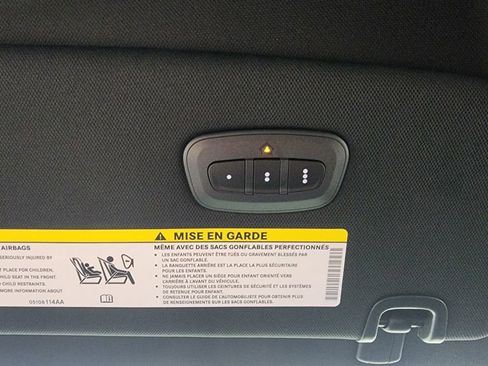 AIRBAGS
SERIOUSLY INJURED BY
PLACE FOR CHILDREN.
CHILD SEAT IN THE FRONT.
CHILD RESTRAINTS.
MORE INFORMATION ABOUT
05108114AA
MISE EN GARDE
MÊME AVEC DES SACS GONFLABLES PERFECTIONNÉS
• LES ENFANTS PEUVENT ÊTRE TUÉS OU GRAVEMENT BLESSÉS PAR
UN SAC GONFLABLE.
• LA BANQUETTE ARRIÈRE EST LA PLACE LA PLUS SÉCURITAIRE
POUR LES ENFANTS.
• NE JAMAIS PLACER UN SIÈGE POUR ENFANT ORIENTÉ VERS
L'ARRIÈRE À L'AVANT DU VÉHICULE.
• TOUJOURS UTILISER LES CEINTURES DE SÉCURITÉ ET LES SYSTÈMES
DE RETENUE POUR ENFANT.
• CONSULTER LE GUIDE DE L'AUTOMOBILISTE POUR OBTENIR PLUS
DE RENSEIGNEMENTS SUR LES SACS GONFLABLES.